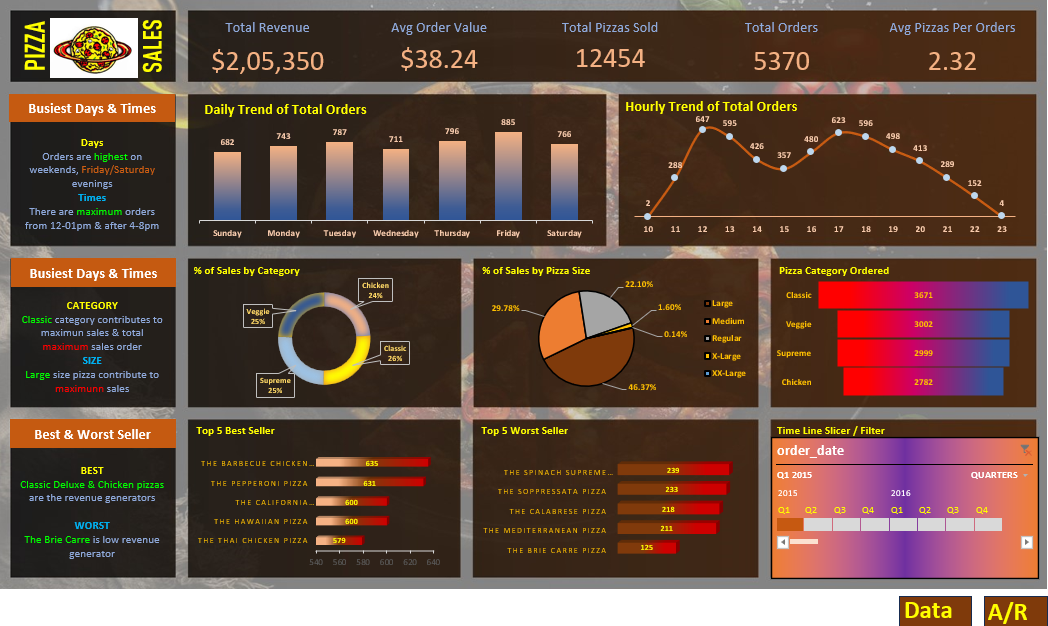 PIZZA
SALES
Total Revenue
$2,05,350
Avg Order Value
$38.24
Total Pizzas Sold
12454
Total Orders
5370
Avg Pizzas Per Orders
2.32
Busiest Days & Times
Days
Orders are highest on
weekends, Friday/Saturday
evenings
Times
There are maximum orders
from 12-01pm & after 4-8pm
Daily Trend of Total Orders
682
743
787
711
796
885
766
Sunday
Monday
Tuesday
Wednesday
Thursday
Friday
Saturday
Hourly Trend of Total Orders
2
288
647
595
426
357
480
623
596
498
413
289
152
4
10
11
12
13
14
15
16
17
18
19
20
21
22
23
Busiest Days & Times
CATEGORY
Classic category contributes to
maximun sales & total
maximum sales order
SIZE
Large size pizza contribute to
maximunn sales
% of Sales by Category
Chicken
24%
Veggie
25%
Classic
26%
Supreme
25%
% of Sales by Pizza Size
22.10%
29.78%
1.60%
0.14%
46.37%
Large
Medium
Regular
X-Large
XX-Large
Pizza Category Ordered
Classic 3671
Veggie 3002
Supreme 2999
Chicken 2782
Best & Worst Seller
BEST
Classic Deluxe & Chicken pizzas
are the revenue generators
WORST
The Brie Carre is low revenue
generator
Top 5 Best Seller
THE BARBECUE CHICKEN... 635
THE PEPPERONI PIZZA 631
THE CALIFORNIA... 600
THE HAWAIIAN PIZZA 600
THE THAI CHICKEN PIZZA 579
540 560 580 600 620 640
Top 5 Worst Seller
THE SPINACH SUPREME... 239
THE SOPPRESSATA PIZZA 233
THE CALABRESE PIZZA 218
THE MEDITERRANEAN PIZZA 211
THE BRIE CARRE PIZZA 125
Time Line Slicer / Filter
order_date
Q1 2015 QUARTERS
2015 2016
Q1 Q2 Q3 Q4 Q1 Q2 Q3 Q4
Data
A/R